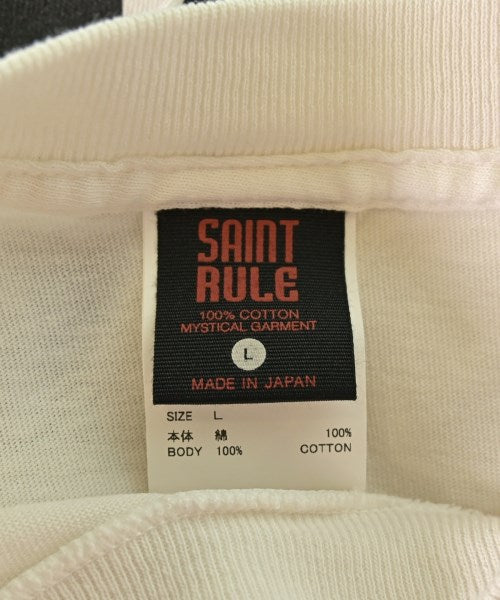 SAINT
RULE
100% COTTON
MYSTICAL GARMENT
L
MADE IN JAPAN
SIZE L
本体 綿 100%
BODY 100% COTTON